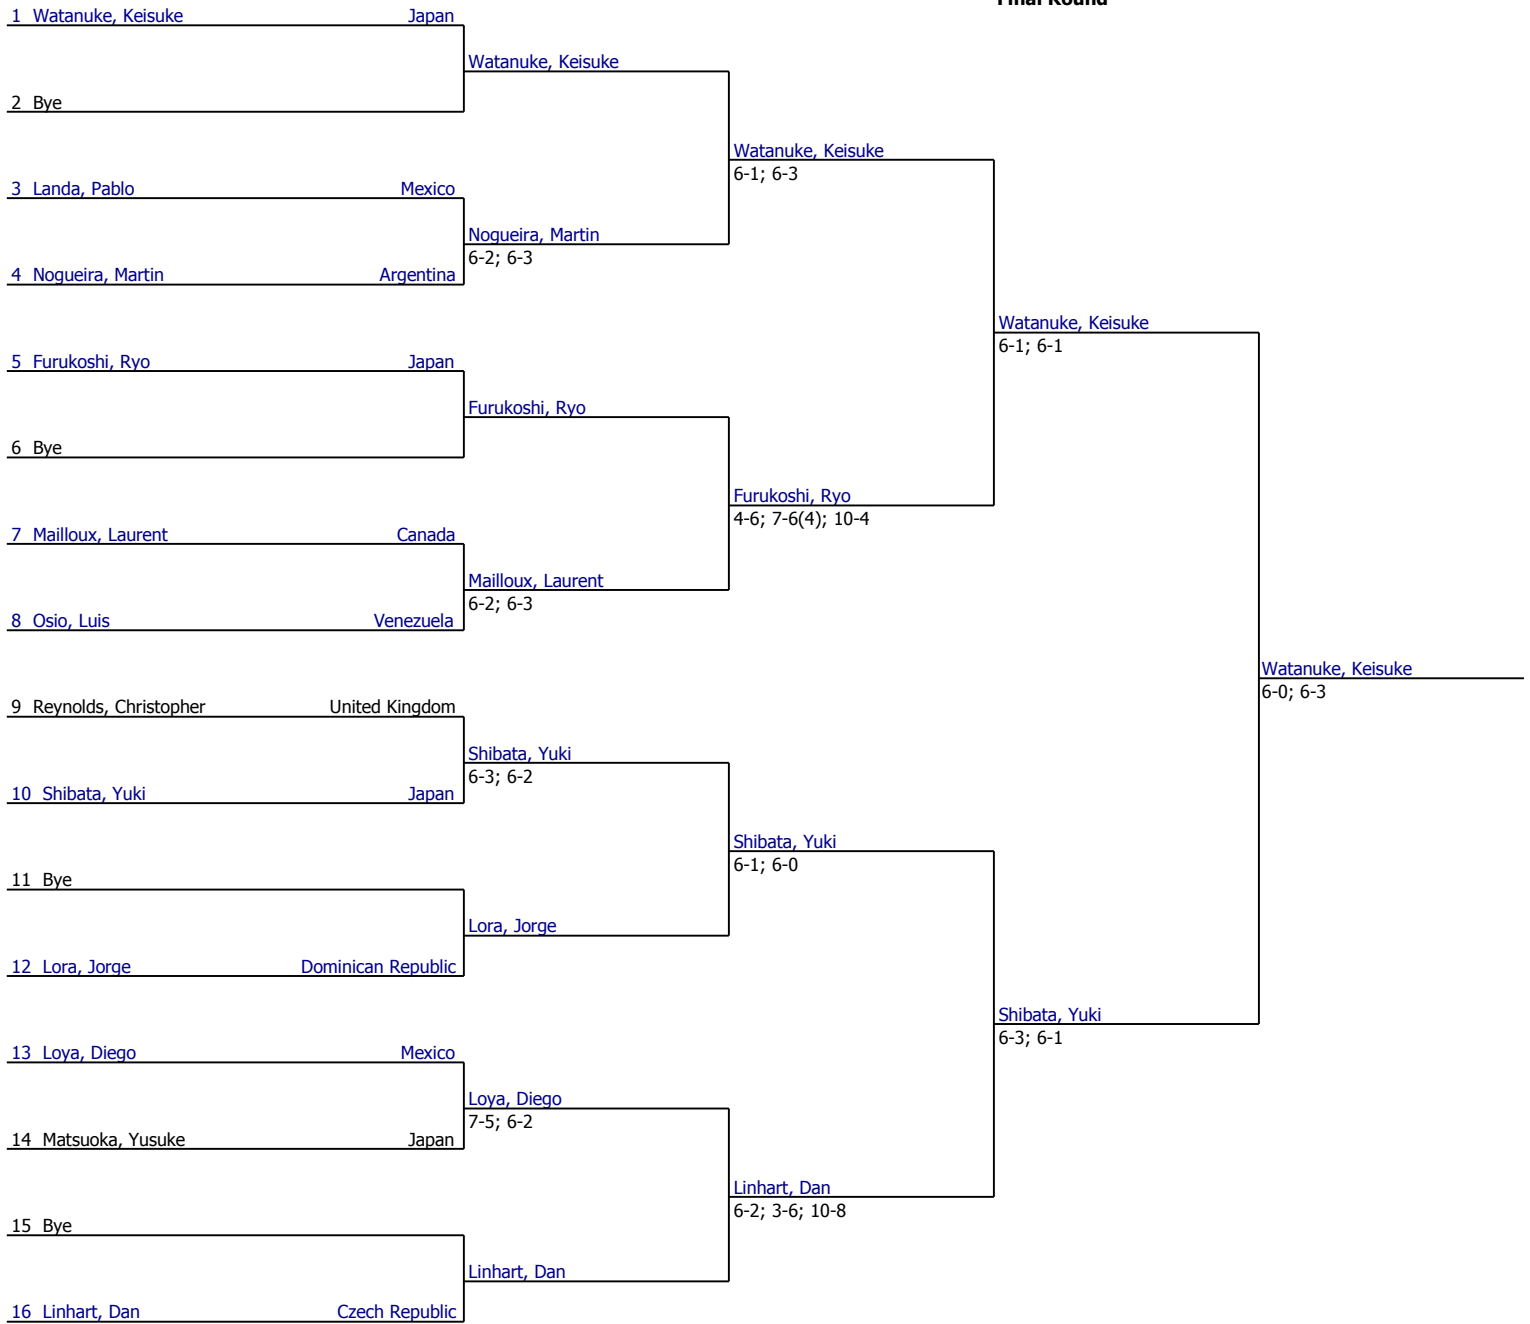 Final Round
1 Watanuke, Keisuke Japan
Watanuke, Keisuke
2 Bye
Watanuke, Keisuke
6-1; 6-3
3 Landa, Pablo Mexico
Nogueira, Martin
6-2; 6-3
4 Nogueira, Martin Argentina
Watanuke, Keisuke
6-1; 6-1
5 Furukoshi, Ryo Japan
Furukoshi, Ryo
6 Bye
Furukoshi, Ryo
4-6; 7-6(4); 10-4
7 Mailloux, Laurent Canada
Mailloux, Laurent
6-2; 6-3
8 Osio, Luis Venezuela
Watanuke, Keisuke
6-0; 6-3
9 Reynolds, Christopher United Kingdom
Shibata, Yuki
6-3; 6-2
10 Shibata, Yuki Japan
Shibata, Yuki
6-1; 6-0
11 Bye
Lora, Jorge
12 Lora, Jorge Dominican Republic
Shibata, Yuki
6-3; 6-1
13 Loya, Diego Mexico
Loya, Diego
7-5; 6-2
14 Matsuoka, Yusuke Japan
Linhart, Dan
6-2; 3-6; 10-8
15 Bye
Linhart, Dan
16 Linhart, Dan Czech Republic